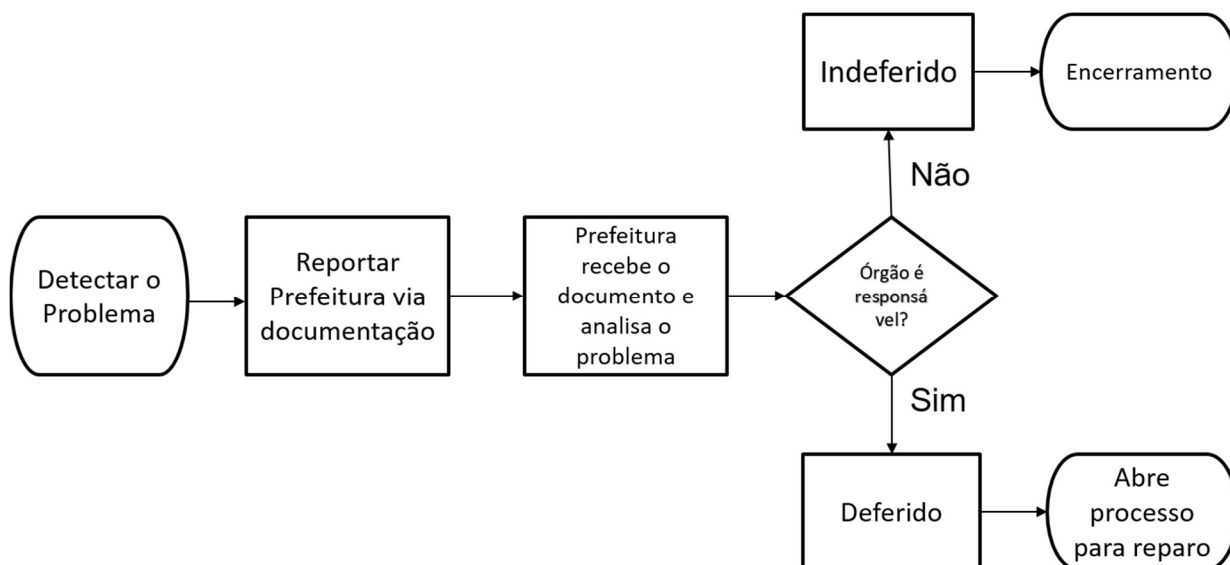 Indeferido
Encerramento
Não
Detectar o
Problema
Reportar
Prefeitura via
documentação
Prefeitura
recebe o
documento e
analisa o
problema
Órgão é
responsá
vel?
Sim
Deferido
Abre
processo
para reparo